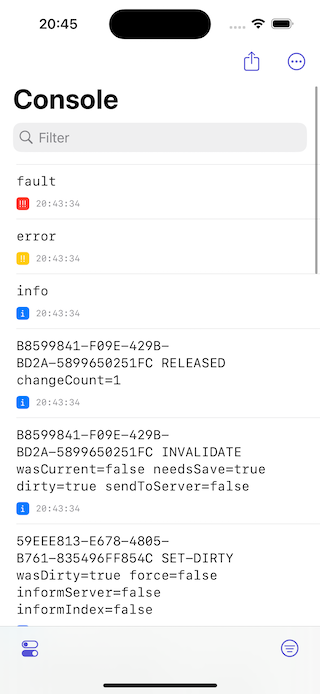 20:45
Console
Filter
fault
!!! 20:43:34
error
!! 20:43:34
info
i 20:43:34
B8599841-F09E-429B-
BD2A-5899650251FC RELEASED
changeCount=1
i 20:43:34
B8599841-F09E-429B-
BD2A-5899650251FC INVALIDATE
wasCurrent=false needsSave=true
dirty=true sendToServer=false
i 20:43:34
59EEE813-E678-4805-
B761-835496FF854C SET-DIRTY
wasDirty=true force=false
informServer=false
informIndex=false